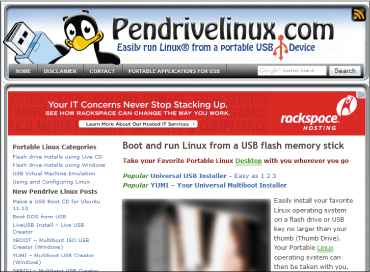 Pendrivelinux.com
Easily run Linux® from a portable USB Device
HOME DISCLAIMER CONTACT PORTABLE APPLICATIONS FOR USB
Google Custom Search Search
YOUR IT CONCERNS NEVER STOP STACKING UP.
SEE HOW RACKSPACE CAN CHANGE THE WAY YOU WORK.
Learn More About Our Hosted IT Services
rackspace.
HOSTING
Portable Linux Categories
Flash drive install using Live CD
Flash drive install using Windows
USB Virtual Machine Emulation
Using and Configuring Linux
New Pendrive Linux Posts
Make a USB Boot CD for Ubuntu
11.10
Boot DOS from USB
LiveUSB Install – Live USB
Creator
XBOOT – Multiboot ISO USB
Creator (Windows)
YUMI – Multiboot USB Creator
(Windows)
Boot and run Linux from a USB flash memory stick
Take your Favorite Portable Linux Desktop with you wherever you go
Popular Universal USB Installer – Easy as 1 2 3
Popular YUMI – Your Universal Multiboot Installer
Easily install your favorite
Linux operating system
on a flash drive or USB
key no larger than your
thumb (Thumb Drive).
Your Portable Linux
operating system can
then be taken with you,